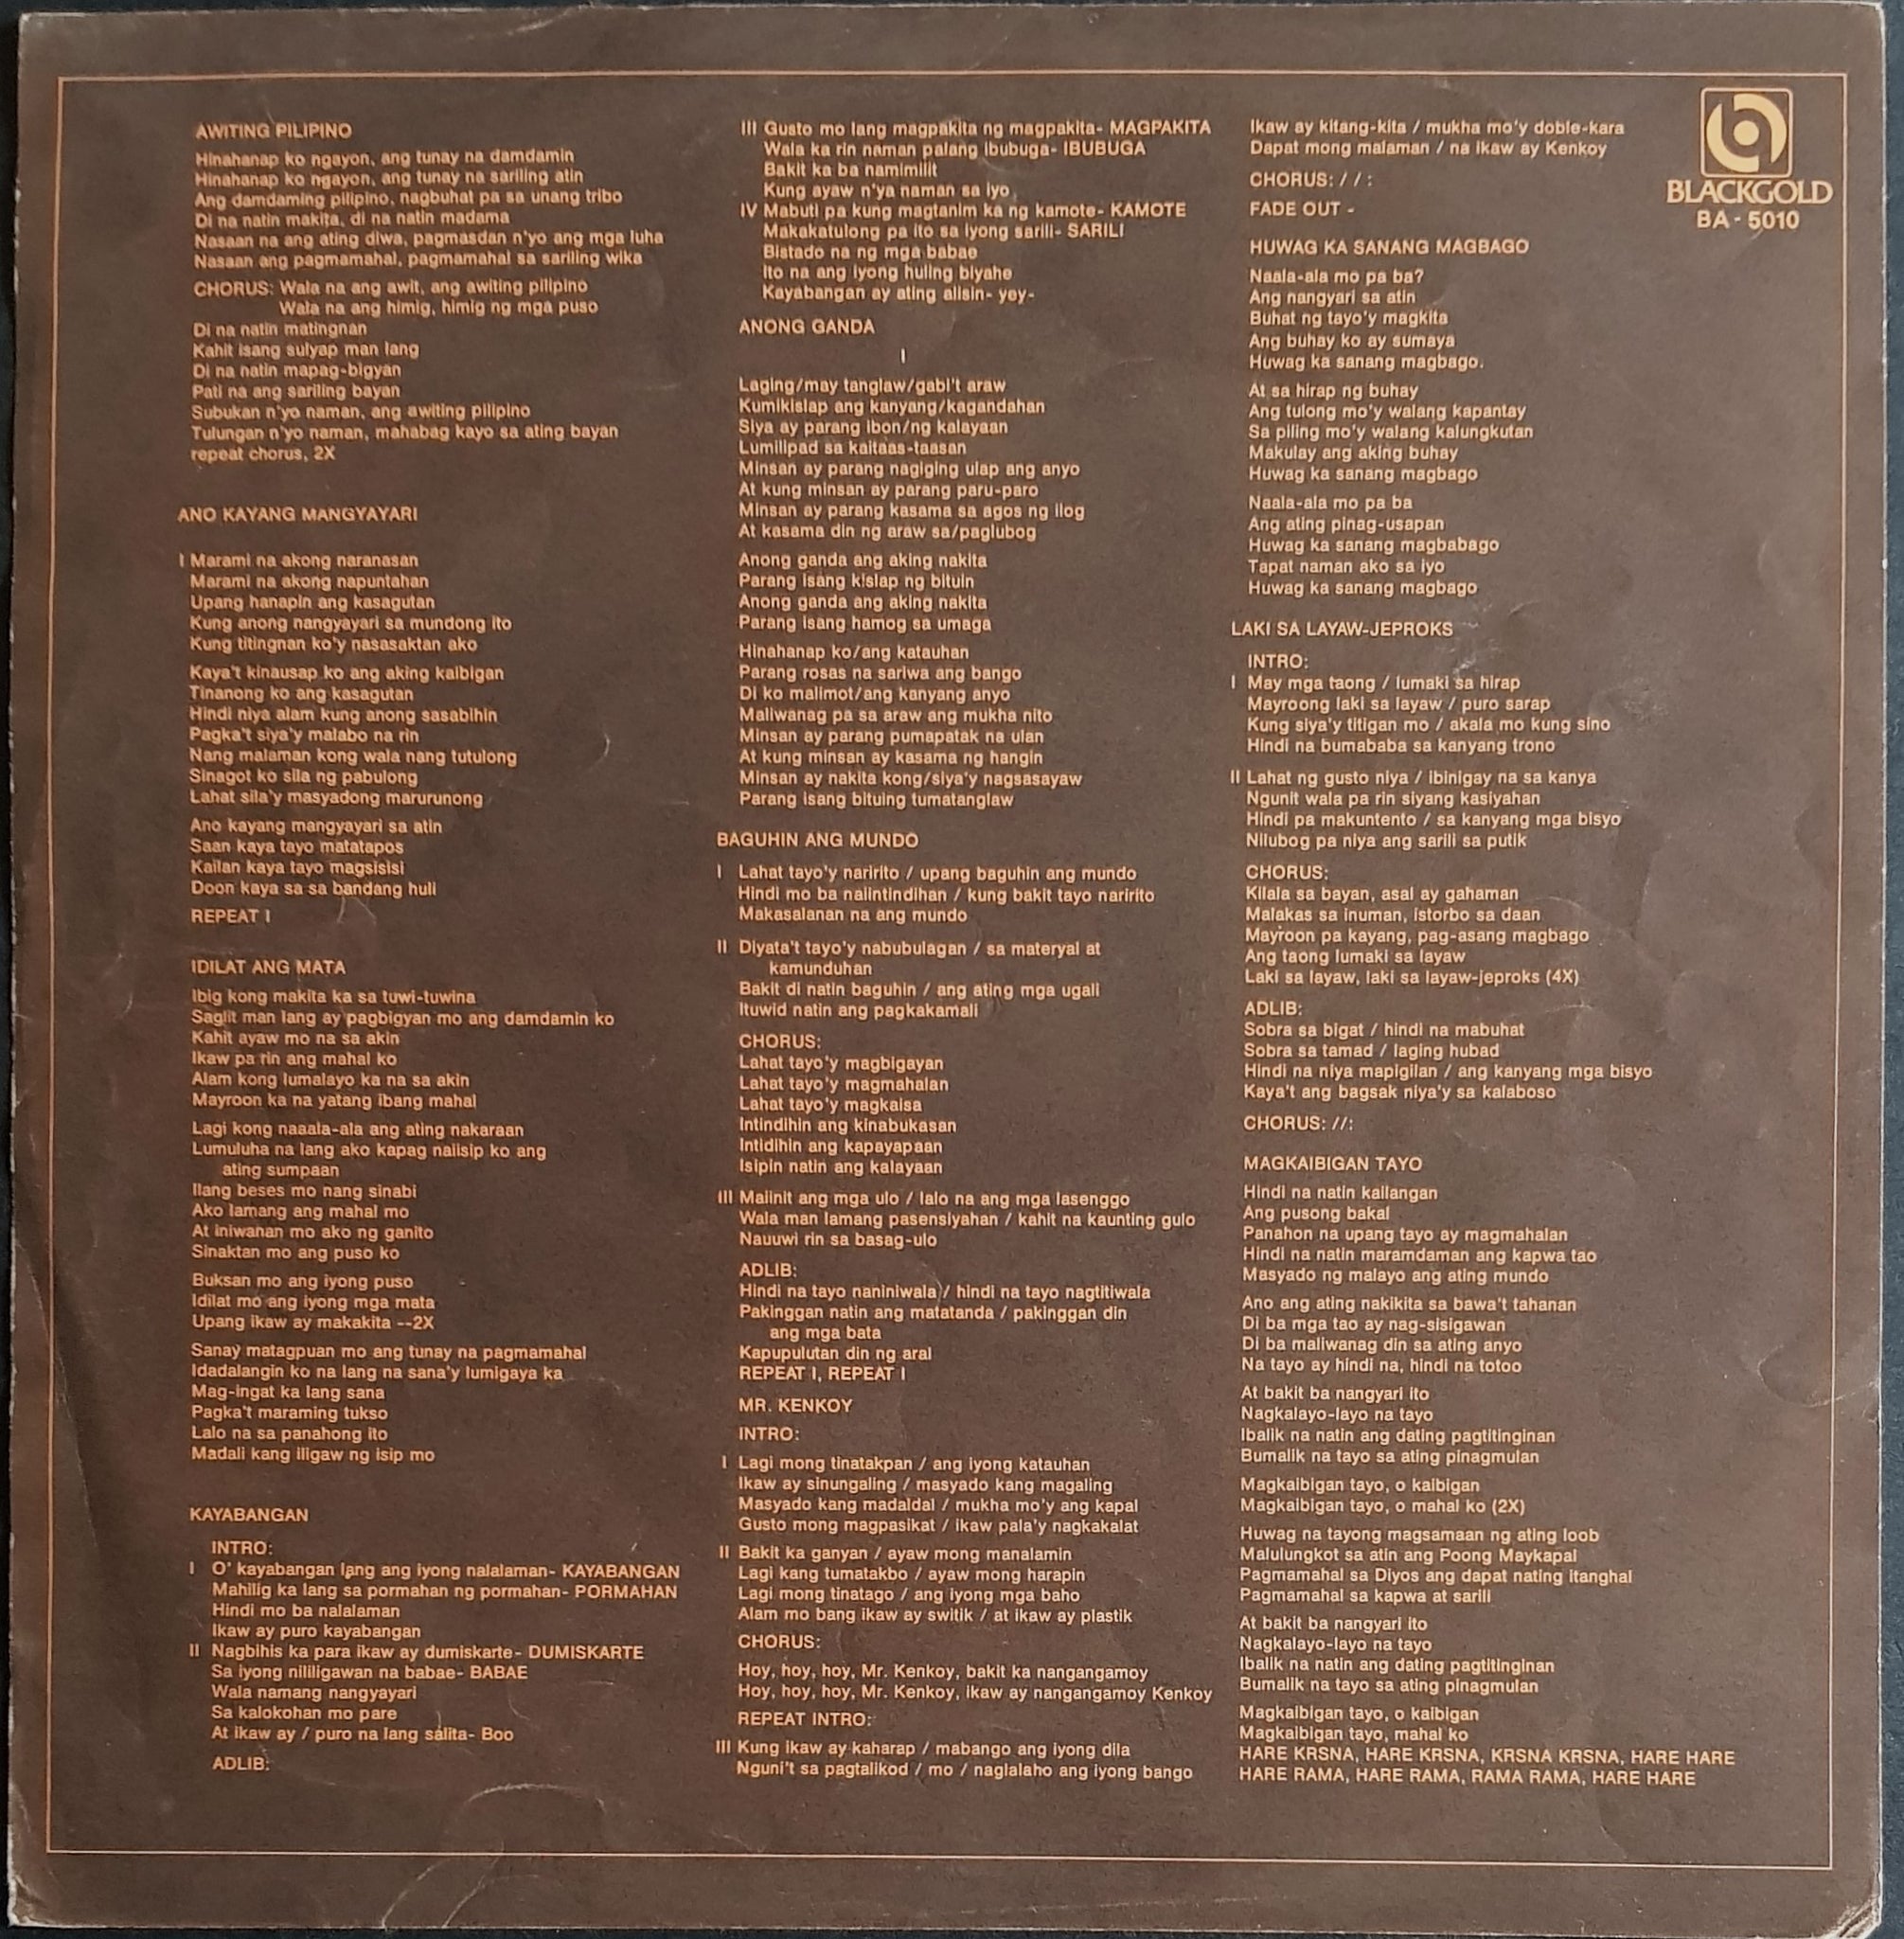 AWITING PILIPINO
Hinahanap ko ngayon, ang tunay na damdamin
Hinahanap ko ngayon, ang tunay na sariling atin
Ang damdaming pilipino, nagbuhat pa sa unang tribo
Di na natin makita, di na natin madama
Nasaan na ang ating diwa, pagmasdan n'yo ang mga luha
Nasaan ang pagmamahal, pagmamahal sa sariling wika
CHORUS: Wala na ang awit, ang awiting pilipino
Wala na ang himig, himig ng mga puso
Di na natin matingnan
Kahit isang sulyap man lang
Di na natin mapag-bigyan
Pati na ang sariling bayan
Subukan n'yo naman, ang awiting pilipino
Tulungan n'yo naman, mahabag kayo sa ating bayan
repeat chorus, 2X
ANO KAYANG MANGYAYARI
I Marami na akong naranasan
Marami na akong napuntahan
Upang hanapin ang kasagutan
Kung anong nangyayari sa mundong ito
Kung titingnan ko'y nasasaktan ako
Kaya't kinausap ko ang aking kaibigan
Tinanong ko ang kasagutan
Hindi niya alam kung anong sasabihin
Pagka't siya'y malabo na rin
Nang malaman kong wala nang tutulong
Sinagot ko sila ng pabulong
Lahat sila'y masyadong marurunong
Ano kayang mangyayari sa atin
Saan kaya tayo matatapos
Kailan kaya tayo magsisisi
Doon kaya sa sa bandang huli
REPEAT I
IDILAT ANG MATA
Ibig kong makita ka sa tuwi-tuwina
Saglit man lang ay pagbigyan mo ang damdamin ko
Kahit ayaw mo na sa akin
Ikaw pa rin ang mahal ko
Alam kong lumalayo ka na sa akin
Mayroon ka na yatang ibang mahal
Lagi kong naaala-ala ang ating nakaraan
Lumuluha na lang ako kapag naiisip ko ang
ating sumpaan
Ilang beses mo nang sinabi
Ako lamang ang mahal mo
At iniwanan mo ako ng ganito
Sinaktan mo ang puso ko
Buksan mo ang iyong puso
Idilat mo ang iyong mga mata
Upang ikaw ay makakita --2X
Sanay matagpuan mo ang tunay na pagmamahal
Idadalangin ko na lang na sana'y lumigaya ka
Mag-ingat ka lang sana
Pagka't maraming tukso
Lalo na sa panahong ito
Madali kang iligaw ng isip mo
KAYABANGAN
INTRO:
I O' kayabangan lang ang iyong nalalaman- KAYABANGAN
Mahilig ka lang sa pormahan ng pormahan- PORMAHAN
Hindi mo ba nalalaman
Ikaw ay puro kayabangan
II Nagbihis ka para ikaw ay dumiskarte- DUMISKARTE
Sa iyong nililigawan na babae- BABAE
Wala namang nangyayari
Sa kalokohan mo pare
At ikaw ay / puro na lang salita- Boo
ADLIB:
III Gusto mo lang magpakita ng magpakita- MAGPAKITA
Wala ka rin naman palang ibubuga- IBUBUGA
Bakit ka ba namimilit
Kung ayaw n'ya naman sa iyo
IV Mabuti pa kung magtanim ka ng kamote- KAMOTE
Makakatulong pa ito sa iyong sarili- SARILI
Bistado na ng mga babae
Ito na ang iyong huling biyahe
Kayabangan ay ating alisin- yey-
ANONG GANDA
I
Laging/may tanglaw/gabi't araw
Kumikislap ang kanyang/kagandahan
Siya ay parang ibon/ng kalayaan
Lumilipad sa kaitaas-taasan
Minsan ay parang nagiging ulap ang anyo
At kung minsan ay parang paru-paro
Minsan ay parang kasama sa agos ng ilog
At kasama din ng araw sa/paglubog
Anong ganda ang aking nakita
Parang isang kislap ng bituin
Anong ganda ang aking nakita
Parang isang hamog sa umaga
Hinahanap ko/ang katauhan
Parang rosas na sariwa ang bango
Di ko malimot/ang kanyang anyo
Maliwanag pa sa araw ang mukha nito
Minsan ay parang pumapatak na ulan
At kung minsan ay kasama ng hangin
Minsan ay nakita kong/siya'y nagsasayaw
Parang isang bituing tumatanglaw
BAGUHIN ANG MUNDO
I Lahat tayo'y naririto / upang baguhin ang mundo
Hindi mo ba nalintindihan / kung bakit tayo naririto
Makasalanan na ang mundo
II Diyata't tayo'y nabubulagan / sa materyal at
kamunduhan
Bakit di natin baguhin / ang ating mga ugali
Ituwid natin ang pagkakamali
CHORUS:
Lahat tayo'y magbigayan
Lahat tayo'y magmahalan
Lahat tayo'y magkaisa
Intindihin ang kinabukasan
Intidihin ang kapayapaan
Isipin natin ang kalayaan
III Maiinit ang mga ulo / lalo na ang mga lasenggo
Wala man lamang pasensiyahan / kahit na kaunting gulo
Nauuwi rin sa basag-ulo
ADLIB:
Hindi na tayo naniniwala / hindi na tayo nagtitiwala
Pakinggan natin ang matatanda / pakinggan din
ang mga bata
Kapupulutan din ng aral
REPEAT I, REPEAT I
MR. KENKOY
INTRO:
I Lagi mong tinatakpan / ang iyong katauhan
Ikaw ay sinungaling / masyado kang magaling
Masyado kang madaldal / mukha mo'y ang kapal
Gusto mong magpasikat / ikaw pala'y nagkakalat
II Bakit ka ganyan / ayaw mong manalamin
Lagi kang tumatakbo / ayaw mong harapin
Lagi mong tinatago / ang iyong mga baho
Alam mo bang ikaw ay switik / at ikaw ay plastik
CHORUS:
Hoy, hoy, hoy, Mr. Kenkoy, bakit ka nangangamoy
Hoy, hoy, hoy, Mr. Kenkoy, ikaw ay nangangamoy Kenkoy
REPEAT INTRO:
III Kung ikaw ay kaharap / mabango ang iyong dila
Nguni't sa pagtalikod / mo / naglalaho ang iyong bango
Ikaw ay kitang-kita / mukha mo'y doble-kara
Dapat mong malaman / na ikaw ay Kenkoy
CHORUS: / / :
FADE OUT -
HUWAG KA SANANG MAGBAGO
Naala-ala mo pa ba?
Ang nangyari sa atin
Buhat ng tayo'y magkita
Ang buhay ko ay sumaya
Huwag ka sanang magbago.
At sa hirap ng buhay
Ang tulong mo'y walang kapantay
Sa piling mo'y walang kalungkutan
Makulay ang aking buhay
Huwag ka sanang magbago
Naala-ala mo pa ba
Ang ating pinag-usapan
Huwag ka sanang magbabago
Tapat naman ako sa iyo
Huwag ka sanang magbago
LAKI SA LAYAW-JEPROKS
INTRO:
I May mga taong / lumaki sa hirap
Mayroong laki sa layaw / puro sarap
Kung siya'y titigan mo / akala mo kung sino
Hindi na bumababa sa kanyang trono
II Lahat ng gusto niya / ibinigay na sa kanya
Ngunit wala pa rin siyang kasiyahan
Hindi pa makuntento / sa kanyang mga bisyo
Nilubog pa niya ang sarili sa putik
CHORUS:
Kilala sa bayan, asal ay gahaman
Malakas sa inuman, istorbo sa daan
Mayroon pa kayang, pag-asang magbago
Ang taong lumaki sa layaw
Laki sa layaw, laki sa layaw-jeproks (4X)
ADLIB:
Sobra sa bigat / hindi na mabuhat
Sobra sa tamad / laging hubad
Hindi na niya mapigilan / ang kanyang mga bisyo
Kaya't ang bagsak niya'y sa kalaboso
CHORUS: //:
MAGKAIBIGAN TAYO
Hindi na natin kailangan
Ang pusong bakal
Panahon na upang tayo ay magmahalan
Hindi na natin maramdaman ang kapwa tao
Masyado ng malayo ang ating mundo
Ano ang ating nakikita sa bawa't tahanan
Di ba mga tao ay nag-sisigawan
Di ba maliwanag din sa ating anyo
Na tayo ay hindi na, hindi na totoo
At bakit ba nangyari ito
Nagkalayo-layo na tayo
Ibalik na natin ang dating pagtitinginan
Bumalik na tayo sa ating pinagmulan
Magkaibigan tayo, o kaibigan
Magkaibigan tayo, o mahal ko (2X)
Huwag na tayong magsamaan ng ating loob
Malulungkot sa atin ang Poong Maykapal
Pagmamahal sa Diyos ang dapat nating itanghal
Pagmamahal sa kapwa at sarili
At bakit ba nangyari ito
Nagkalayo-layo na tayo
Ibalik na natin ang dating pagtitinginan
Bumalik na tayo sa ating pinagmulan
Magkaibigan tayo, o kaibigan
Magkaibigan tayo, mahal ko
HARE KRSNA, HARE KRSNA, KRSNA KRSNA, HARE HARE
HARE RAMA, HARE RAMA, RAMA RAMA, HARE HARE
BLACKGOLD
BA - 5010